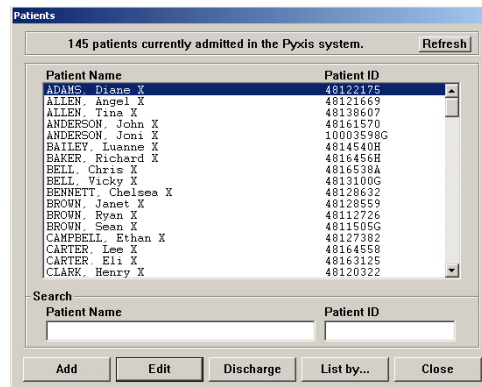 Patients
145 patients currently admitted in the Pyxis system. Refresh
Patient Name Patient ID
ADAMS, Diane X 48122175
ALLEN, Angel X 48121669
ALLEN, Tina X 48138607
ANDERSON, John X 48161570
ANDERSON, Joni X 10003598G
BAILEY, Luanne X 4814540H
BAKER, Richard X 4816456H
BELL, Chris X 4816538A
BELL, Vicky X 4813100G
BENNETT, Chelsea X 48128632
BROWN, Janet X 48128559
BROWN, Ryan X 48112726
BROWN, Sean X 4811505G
CAMPBELL, Ethan X 48127382
CARTER, Lee X 48164558
CARTER. Eli X 48163125
CLARK, Henry X 48120322
Search
Patient Name Patient ID
Add Edit Discharge List by... Close